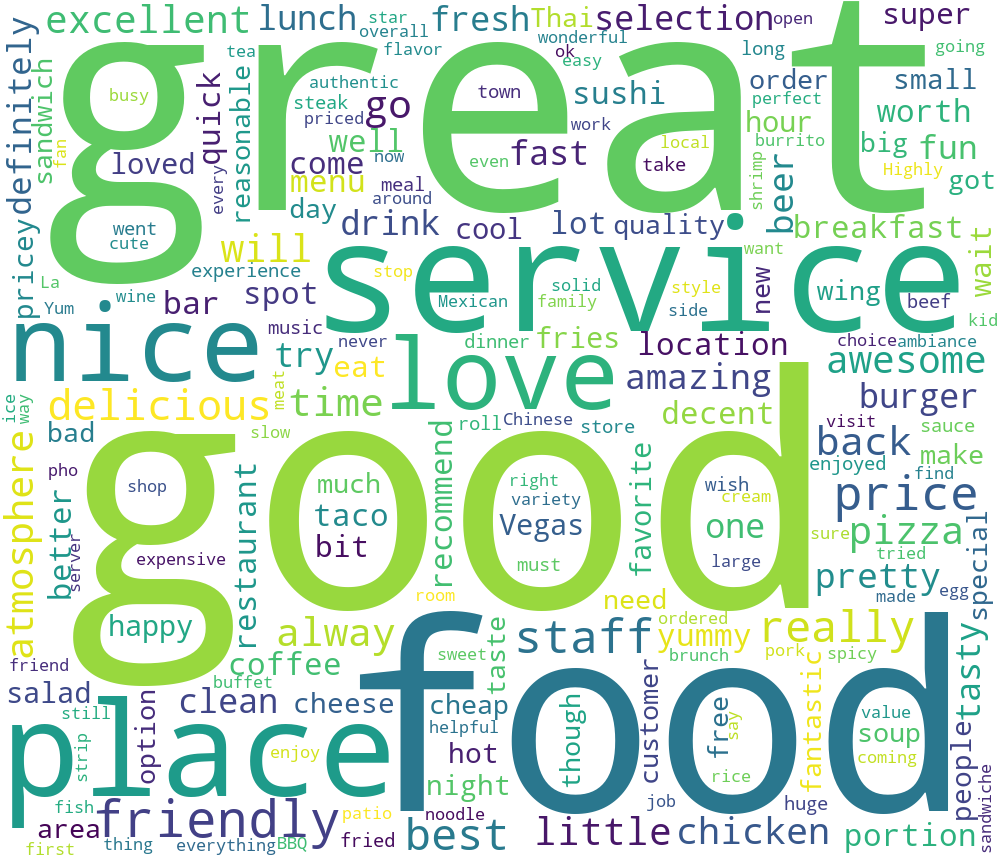 great
good
food
service
place
nice
love
excellent
lunch
fresh
Thai
selection
super
star
overall
flavor
wonderful
ok
easy
open
long
going
definitely
sandwich
busy
fan
tea
quick
authentic
steak
priced
go
well
town
sushi
work
order
perfect
hour
burrito
small
worth
big
fun
got
loved
every
reasonable
come
now
menu
meal
around
day
even
fast
take
local
shrimp
beer
Highly
went
cute
drink
cool
lot
quality
breakfast
want
wait
pricey
La
Yum
will
experience
wine
bar
spot
stop
Mexican
solid
family
style
side
new
wing
beef
kid
music
never
dinner
fries
location
choice
ambiance
try
eat
amazing
awesome
ice
way
delicious
meat
time
decent
burger
bad
slow
roll
Chinese
store
visit
back
sauce
make
atmosphere
pho
better
server
shop
expensive
restaurant
much
taco
bit
recommend
right
variety
Vegas
must
favorite
wish
cream
one
large
enjoyed
find
price
sure
pizza
tried
pretty
made
egg
special
room
need
ordered
happy
alway
staff
yummy
really
friend
coffee
buffet
sweet
taste
brunch
pork
spicy
tasty
salad
still
clean
cheese
cheap
helpful
though
customer
free
say
fantastic
value
soup
coming
people
strip
option
enjoy
hot
night
rice
fish
area
first
friendly
thing
everything
BBQ
patio
fried
noodle
best
little
job
chicken
huge
portion
sandwiche